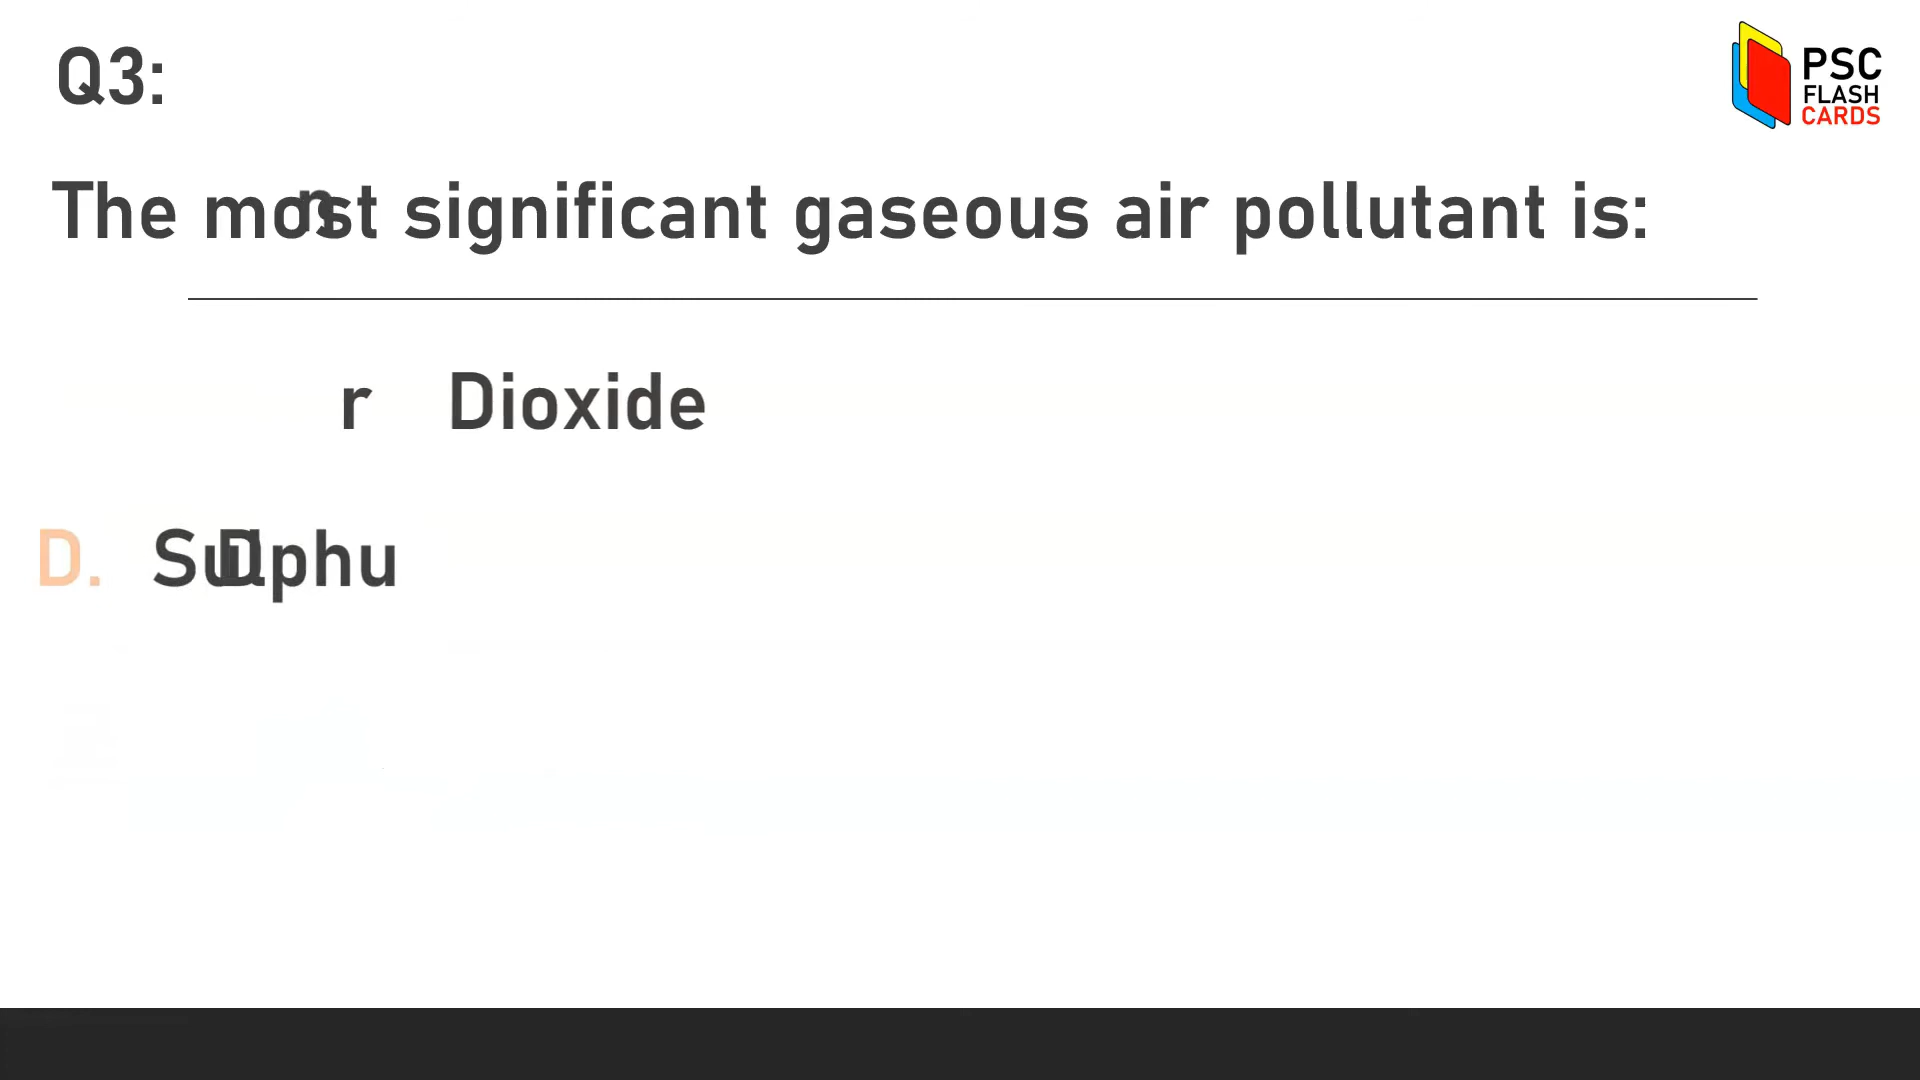 Q3:
PSC
FLASH
CARDS
The most significant gaseous air pollutant is:
r Dioxide
D. Sulphu